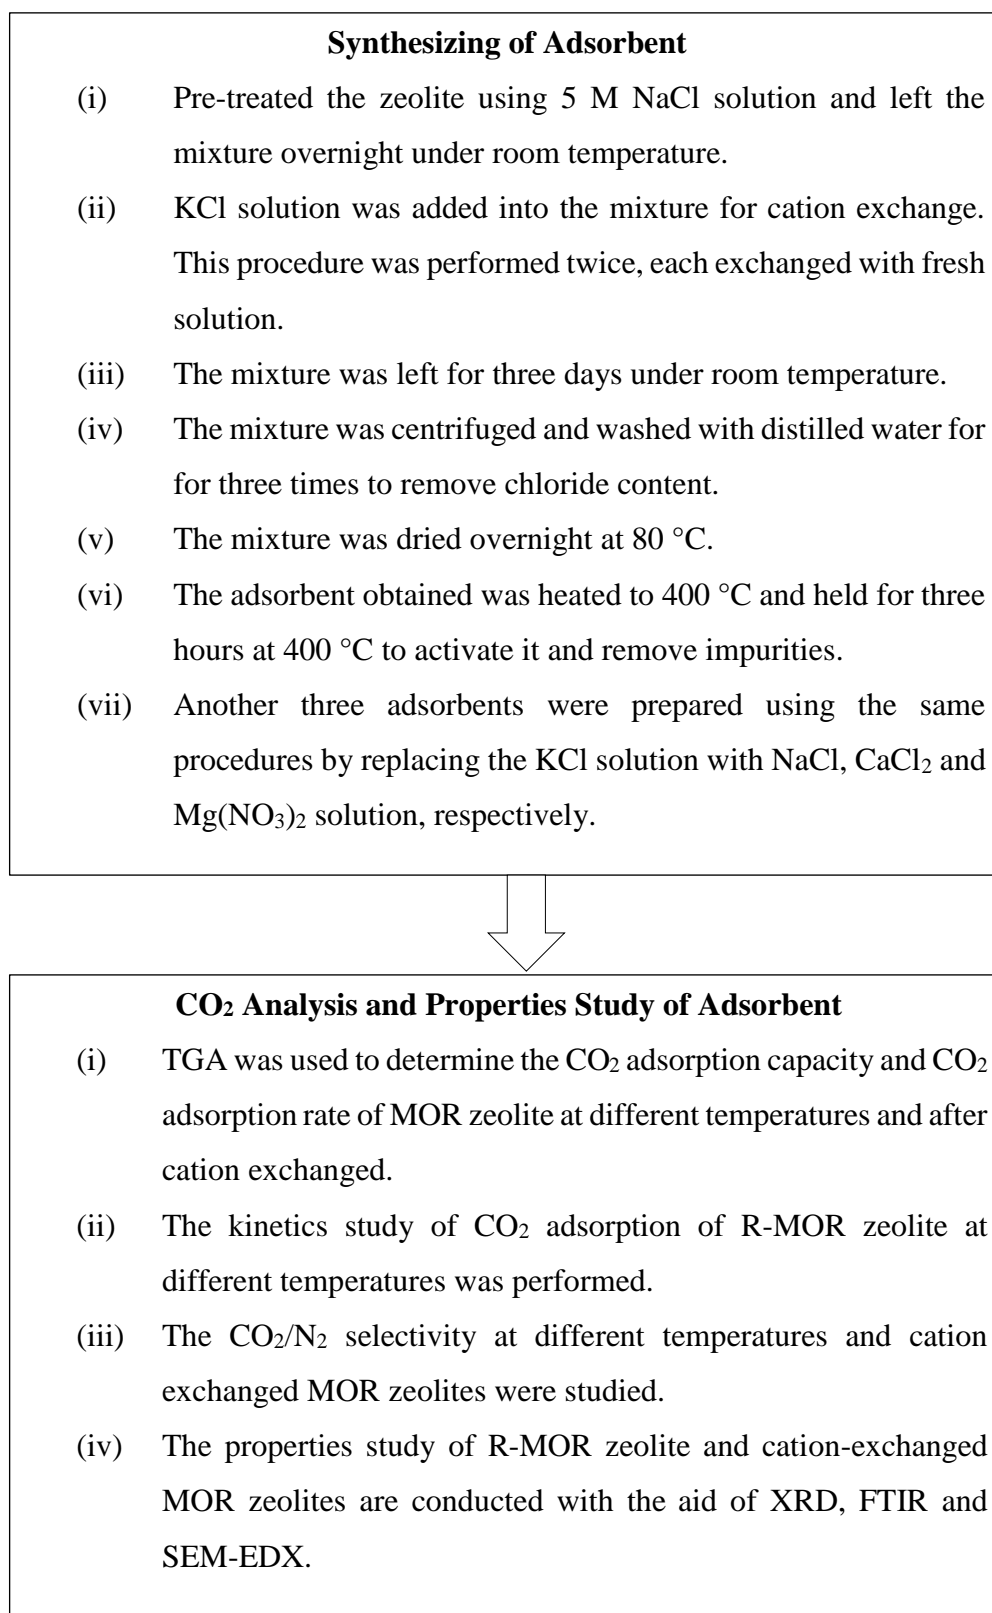 Synthesizing of Adsorbent
(i) Pre-treated the zeolite using 5 M NaCl solution and left the
mixture overnight under room temperature.
(ii) KCl solution was added into the mixture for cation exchange.
This procedure was performed twice, each exchanged with fresh
solution.
(iii) The mixture was left for three days under room temperature.
(iv) The mixture was centrifuged and washed with distilled water for
for three times to remove chloride content.
(v) The mixture was dried overnight at 80 °C.
(vi) The adsorbent obtained was heated to 400 °C and held for three
hours at 400 °C to activate it and remove impurities.
(vii) Another three adsorbents were prepared using the same
procedures by replacing the KCl solution with NaCl, CaCl₂ and
Mg(NO₃)₂ solution, respectively.
CO₂ Analysis and Properties Study of Adsorbent
(i) TGA was used to determine the CO₂ adsorption capacity and CO₂
adsorption rate of MOR zeolite at different temperatures and after
cation exchanged.
(ii) The kinetics study of CO₂ adsorption of R-MOR zeolite at
different temperatures was performed.
(iii) The CO₂/N₂ selectivity at different temperatures and cation
exchanged MOR zeolites were studied.
(iv) The properties study of R-MOR zeolite and cation-exchanged
MOR zeolites are conducted with the aid of XRD, FTIR and
SEM-EDX.